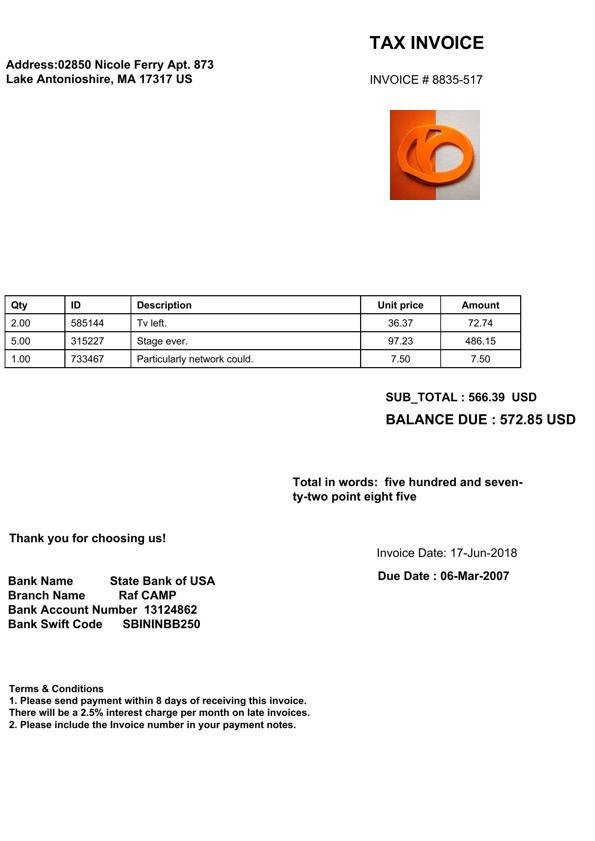 TAX INVOICE
Address:02850 Nicole Ferry Apt. 873
Lake Antonioshire, MA 17317 US
INVOICE # 8835-517
Qty ID Description Unit price Amount
2.00 585144 Tv left. 36.37 72.74
5.00 315227 Stage ever. 97.23 486.15
1.00 733467 Particularly network could. 7.50 7.50
SUB_TOTAL : 566.39 USD
BALANCE DUE : 572.85 USD
Total in words: five hundred and seven-
ty-two point eight five
Thank you for choosing us!
Invoice Date: 17-Jun-2018
Due Date : 06-Mar-2007
Bank Name State Bank of USA
Branch Name Raf CAMP
Bank Account Number 13124862
Bank Swift Code SBININBB250
Terms & Conditions
1. Please send payment within 8 days of receiving this invoice.
There will be a 2.5% interest charge per month on late invoices.
2. Please include the Invoice number in your payment notes.